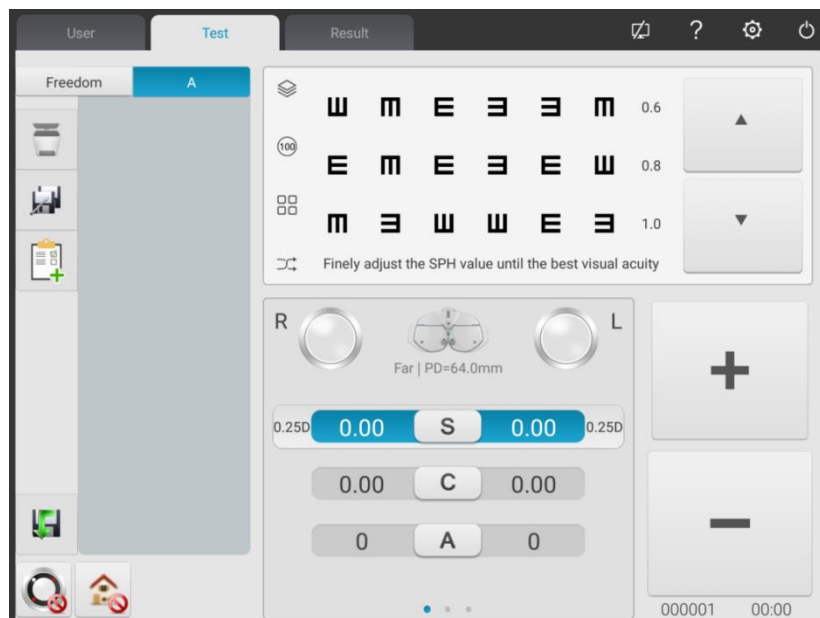 User Test Result ?
Freedom A
0.6
100
0.8
1.0
Finely adjust the SPH value until the best visual acuity
R L
Far | PD=64.0mm
0.25D 0.00 S 0.00 0.25D
0.00 C 0.00
0 A 0
000001 00:00